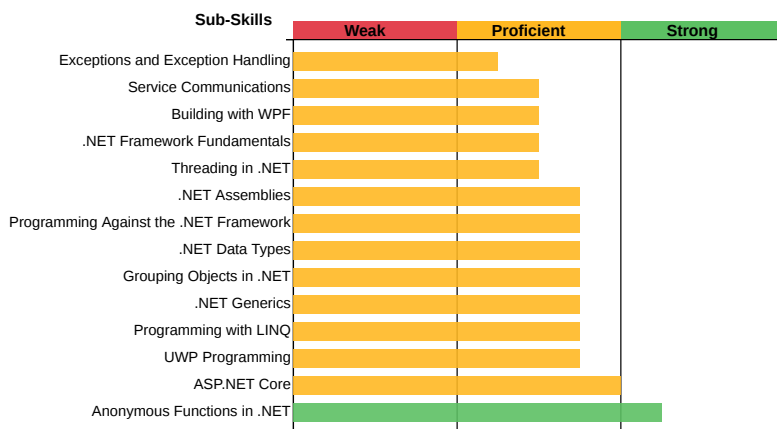 Sub-Skills
Weak Proficient Strong
Exceptions and Exception Handling
Service Communications
Building with WPF
.NET Framework Fundamentals
Threading in .NET
.NET Assemblies
Programming Against the .NET Framework
.NET Data Types
Grouping Objects in .NET
.NET Generics
Programming with LINQ
UWP Programming
ASP.NET Core
Anonymous Functions in .NET